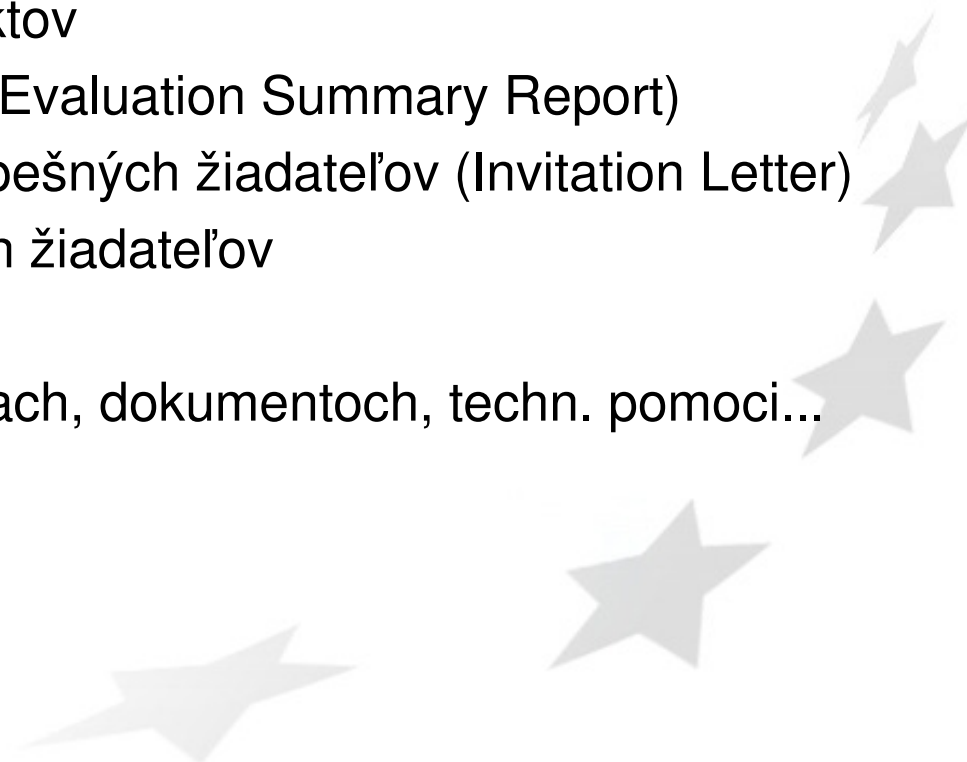 ktov
Evaluation Summary Report)
pešných žiadateľov (Invitation Letter)
h žiadateľov
ach, dokumentoch, techn. pomoci...